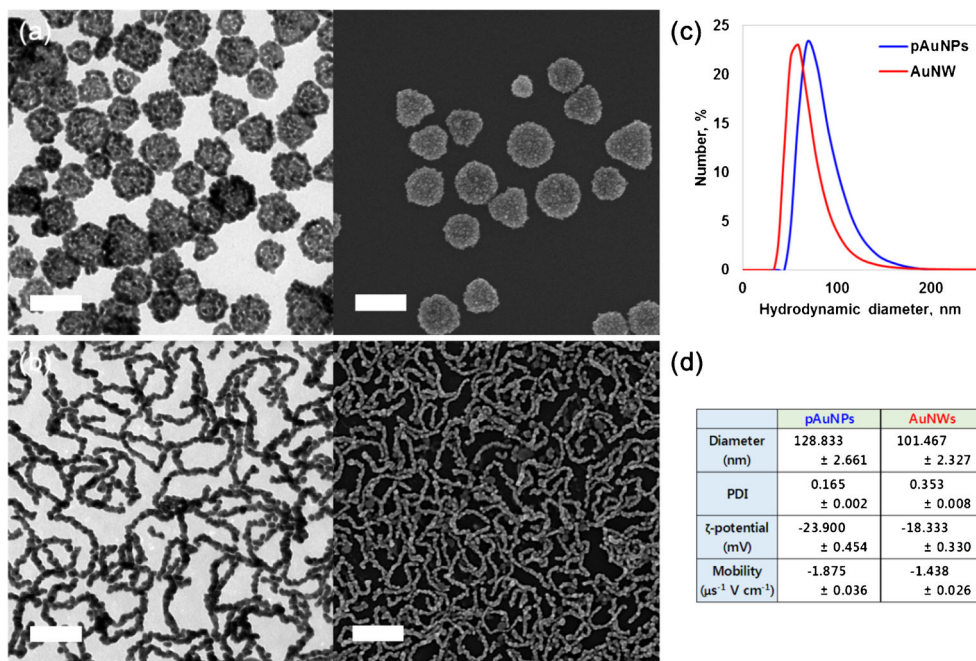 (a)
(b)
(c)
pAuNPs
AuNW
Number, %
25
20
15
10
5
0
0
100
200
Hydrodynamic diameter, nm
(d)
pAuNPs AuNWs
Diameter (nm) 128.833 ± 2.661 101.467 ± 2.327
PDI 0.165 ± 0.002 0.353 ± 0.008
ζ-potential (mV) -23.900 ± 0.454 -18.333 ± 0.330
Mobility (µs⁻¹ V cm⁻¹) -1.875 ± 0.036 -1.438 ± 0.026